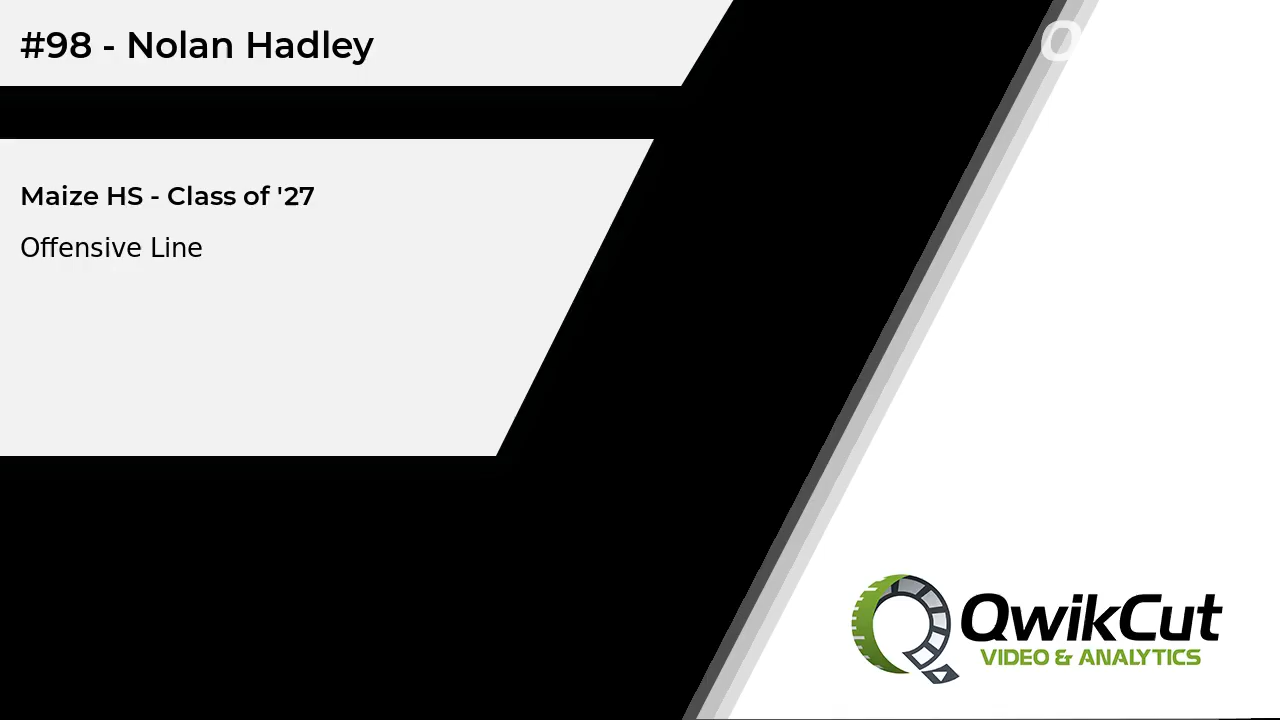 #98 - Nolan Hadley
Maize HS - Class of '27
Offensive Line
QwikCut
VIDEO & ANALYTICS